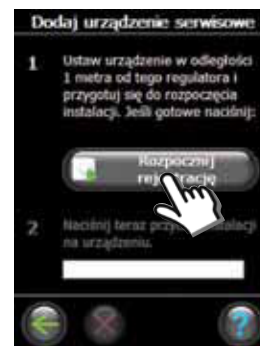 Dodaj urządzenie serwisowe
1 Ustaw urządzenie w odległości
1 metra od tego regulatora i
przygotuj się do rozpoczęcia
instalacji. Jeśli gotowe naciśnij:
Rozpocznij
rejestrację
2 Naciśnij teraz instalacji
na urządzeniu.
?